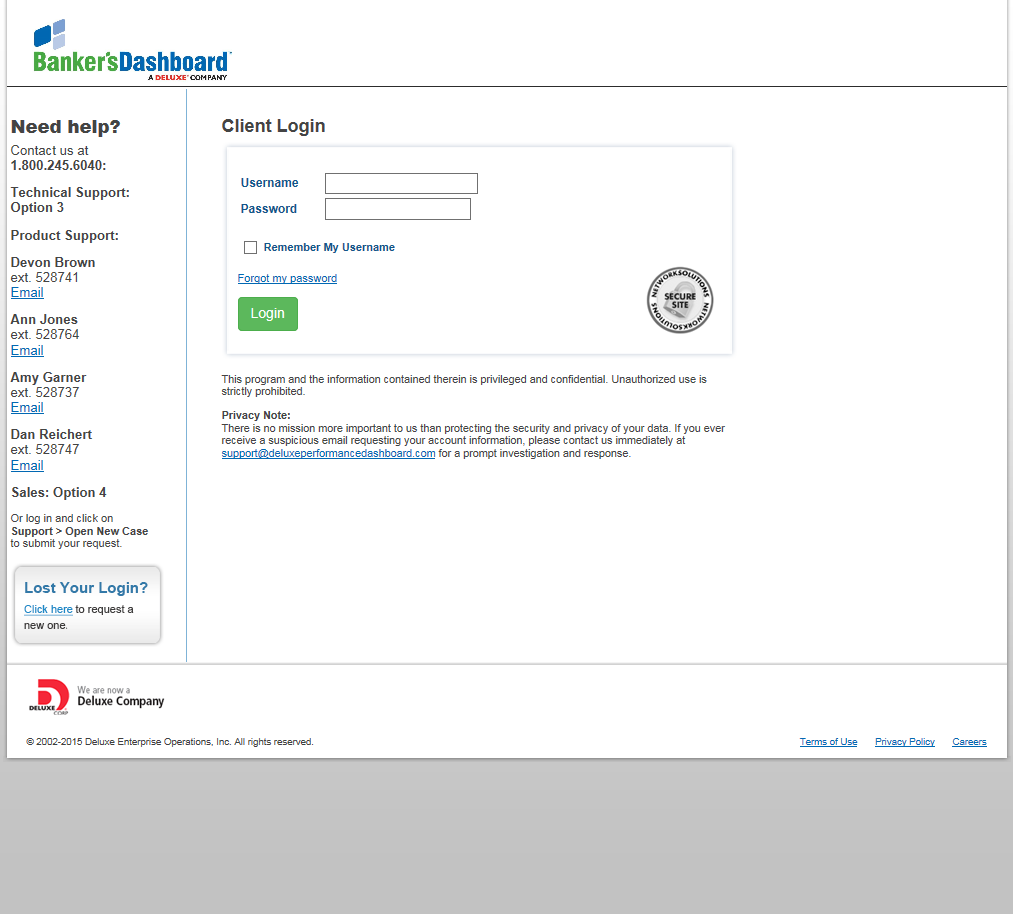 Banker'sDashboard
A DELUXE COMPANY
Need help?
Contact us at
1.800.245.6040:
Technical Support:
Option 3
Product Support:
Devon Brown
ext. 528741
Email
Ann Jones
ext. 528764
Email
Amy Garner
ext. 528737
Email
Dan Reichert
ext. 528747
Email
Sales: Option 4
Or log in and click on
Support > Open New Case
to submit your request.
Lost Your Login?
Click here to request a
new one.
Client Login
Username
Password
Remember My Username
Forgot my password
Login
NETWORKSOLUTIONS
SECURE
SITE
NETWORKSOLUTIONS
This program and the information contained therein is privileged and confidential. Unauthorized use is
strictly prohibited.
Privacy Note:
There is no mission more important to us than protecting the security and privacy of your data. If you ever
receive a suspicious email requesting your account information, please contact us immediately at
support@deluxeperformancedashboard.com for a prompt investigation and response.
DELUXE
CORP
We are now a
Deluxe Company
© 2002-2015 Deluxe Enterprise Operations, Inc. All rights reserved.
Terms of Use Privacy Policy Careers